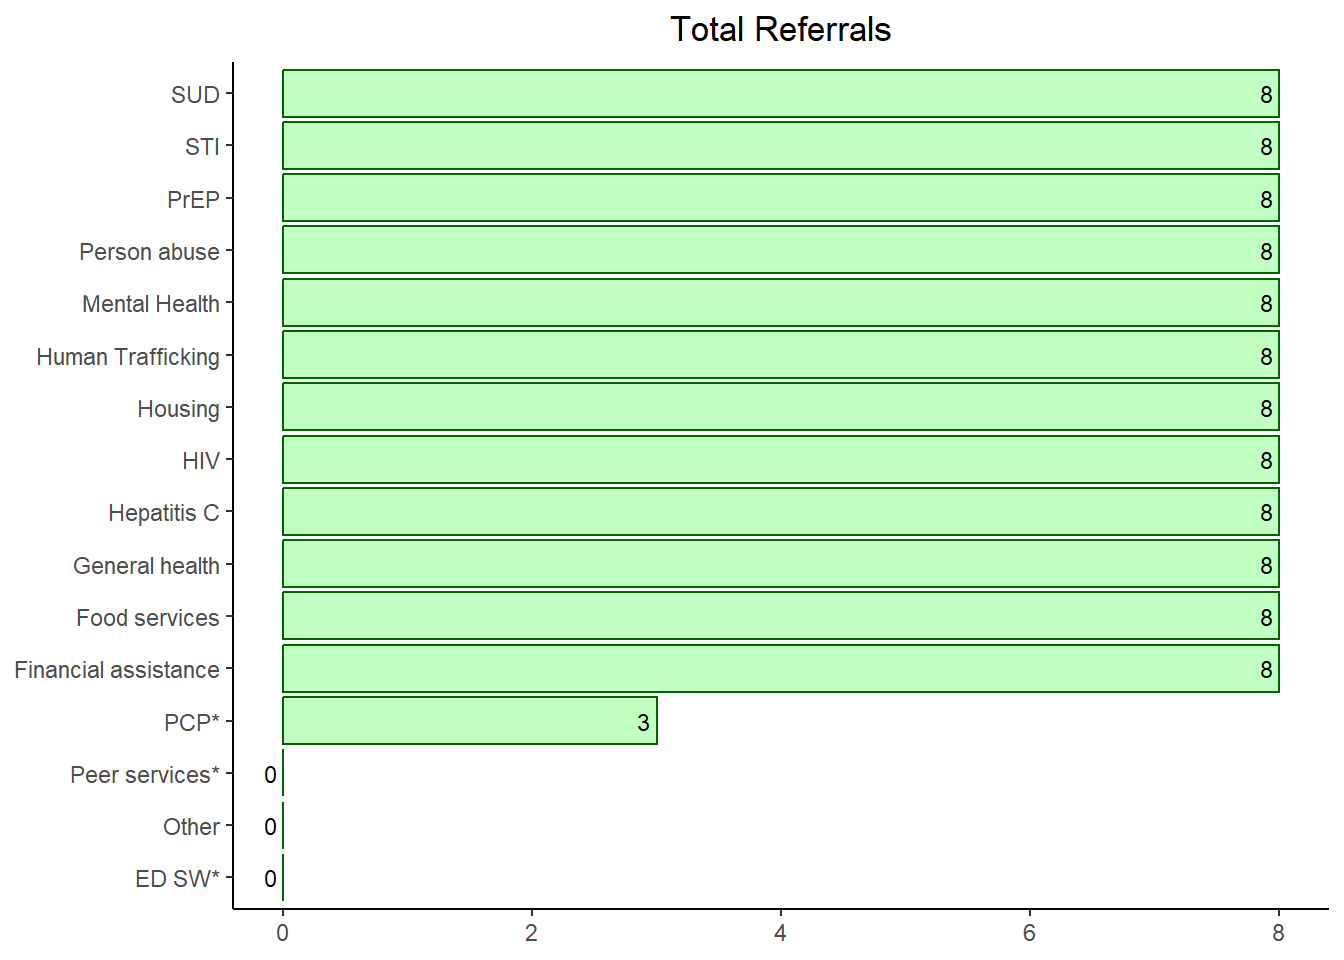 Total Referrals
SUD 8
STI 8
PrEP 8
Person abuse 8
Mental Health 8
Human Trafficking 8
Housing 8
HIV 8
Hepatitis C 8
General health 8
Food services 8
Financial assistance 8
PCP* 3
Peer services* 0
Other 0
ED SW* 0
0 2 4 6 8